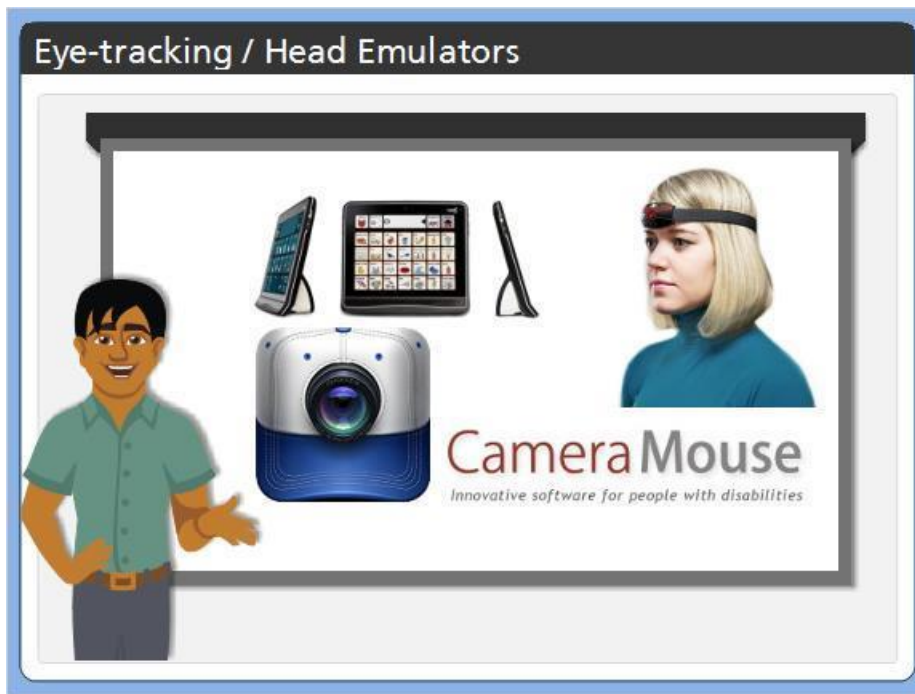 Eye-tracking / Head Emulators
Camera Mouse
Innovative software for people with disabilities